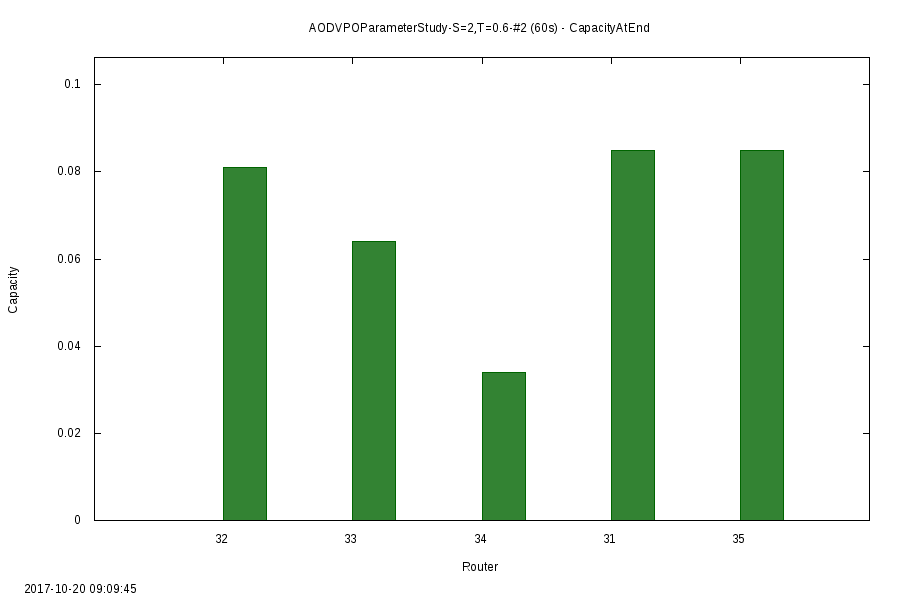 AODVPOParameterStudy-S=2,T=0.6-#2 (60s) - CapacityAtEnd
0.1
0.08
0.06
0.04
0.02
0
Capacity
32 33 34 31 35
Router
2017-10-20 09:09:45